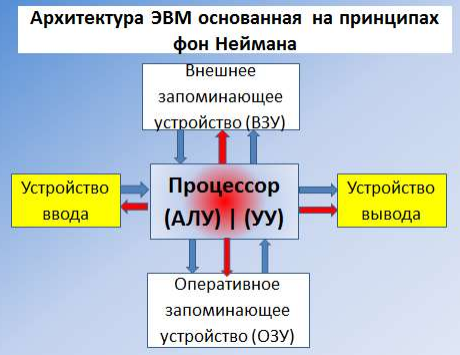 Архитектура ЭВМ основанная на принципах
фон Неймана
Внешнее
запоминающее
устройство (ВЗУ)
Устройство
ввода
Процессор
(АЛУ) | (УУ)
Устройство
вывода
Оперативное
запоминающее
устройство (ОЗУ)